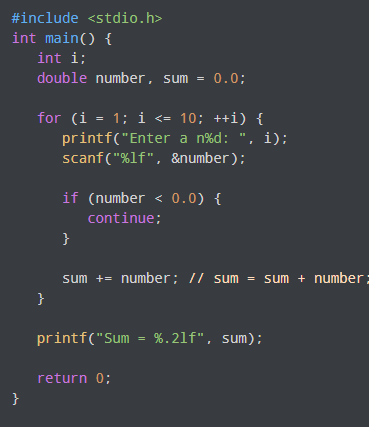 #include <stdio.h>
int main() {
int i;
double number, sum = 0.0;
for (i = 1; i <= 10; ++i) {
printf("Enter a n%d: ", i);
scanf("%lf", &number);
if (number < 0.0) {
continue;
}
sum += number; // sum = sum + number;
}
printf("Sum = %.2lf", sum);
return 0;
}